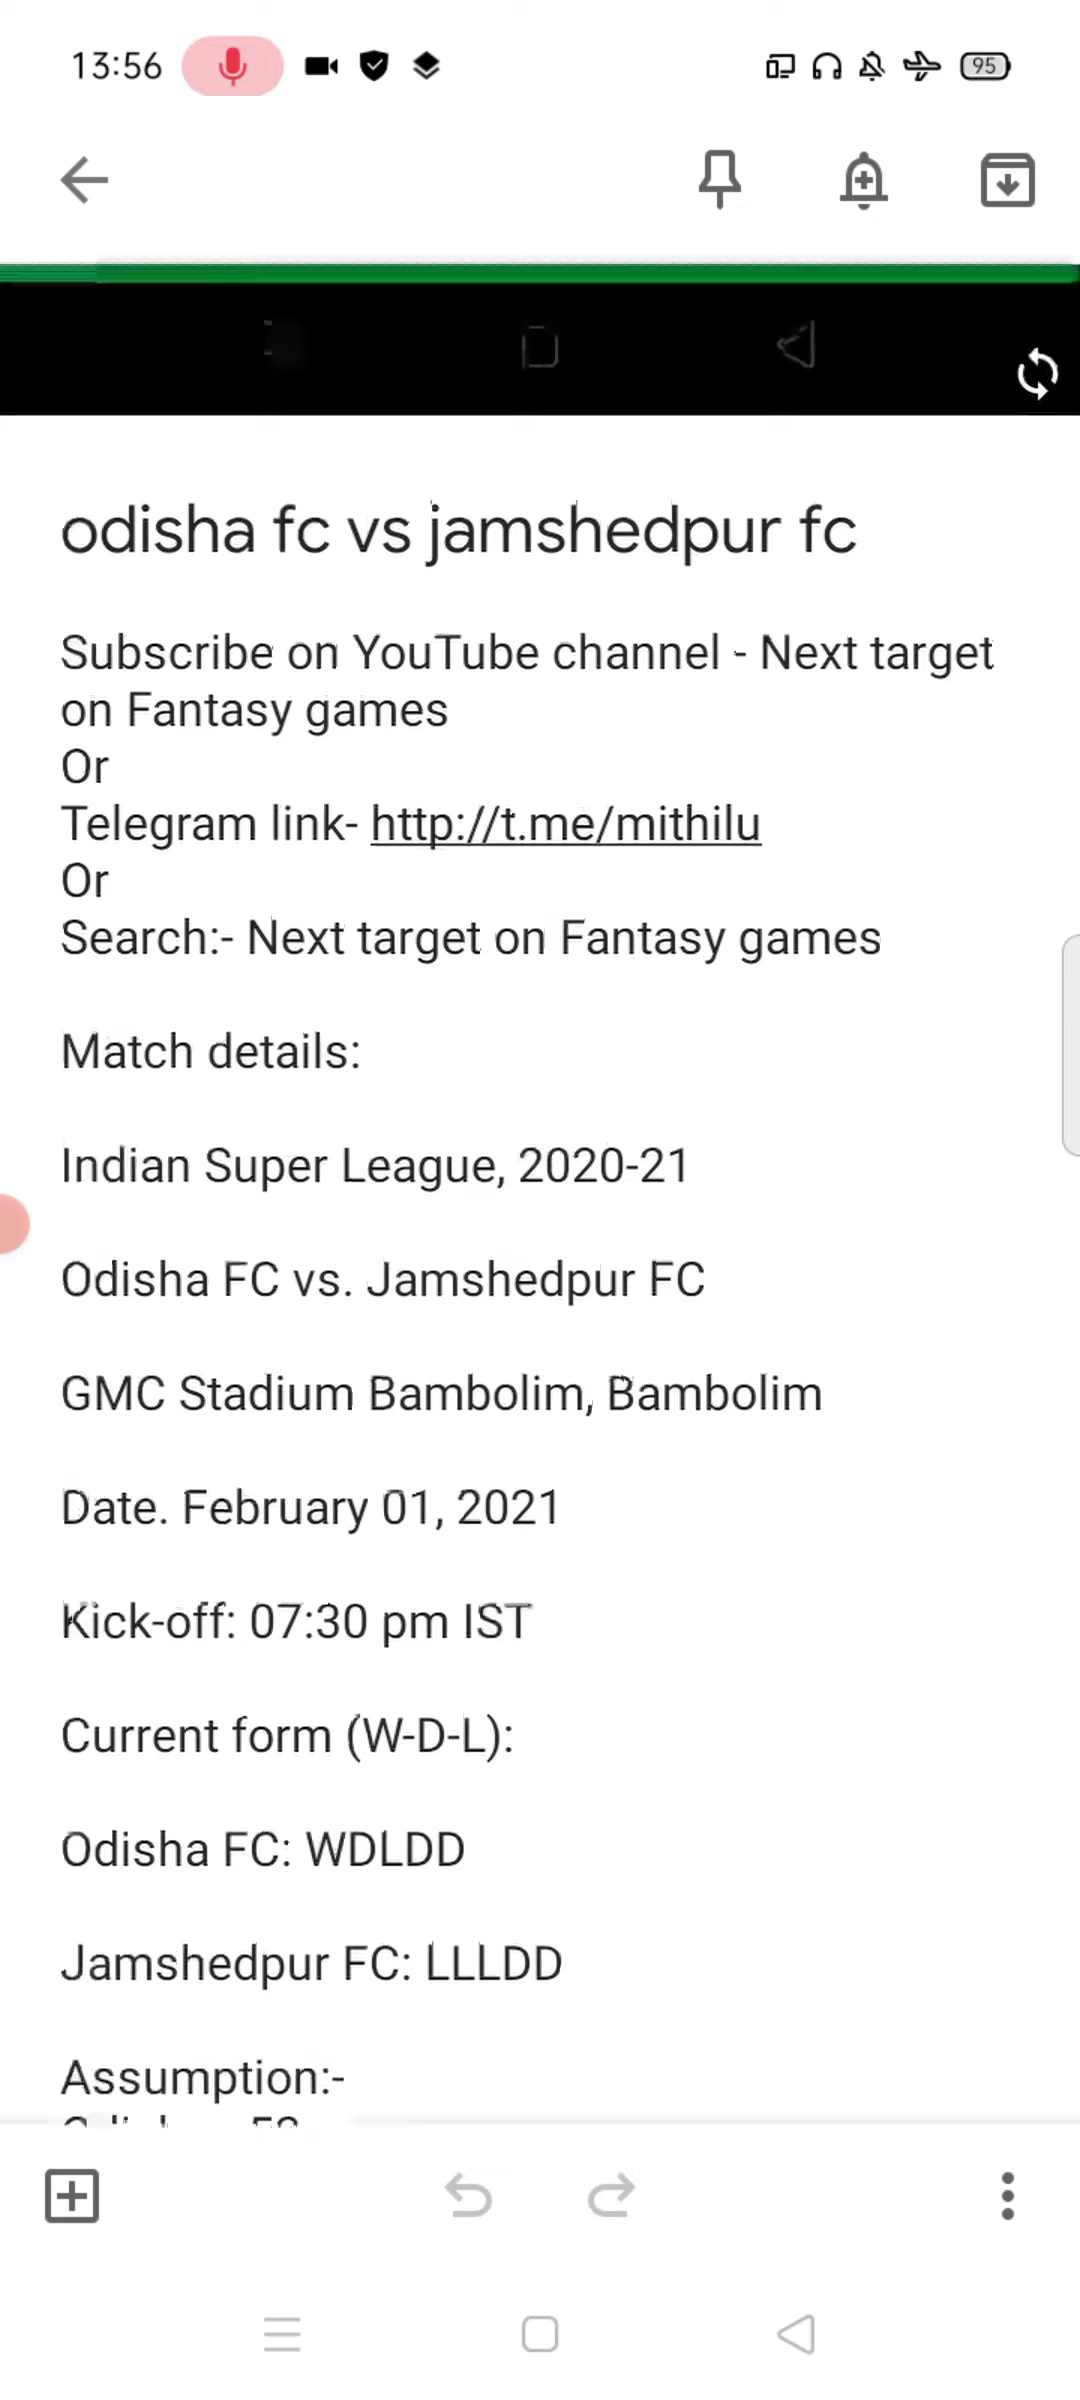 13:56
95
odisha fc vs jamshedpur fc
Subscribe on YouTube channel - Next target
on Fantasy games
Or
Telegram link- http://t.me/mithilu
Or
Search:- Next target on Fantasy games
Match details:
Indian Super League, 2020-21
Odisha FC vs. Jamshedpur FC
GMC Stadium Bambolim, Bambolim
Date. February 01, 2021
Kick-off: 07:30 pm IST
Current form (W-D-L):
Odisha FC: WDLDD
Jamshedpur FC: LLLDD
Assumption:-